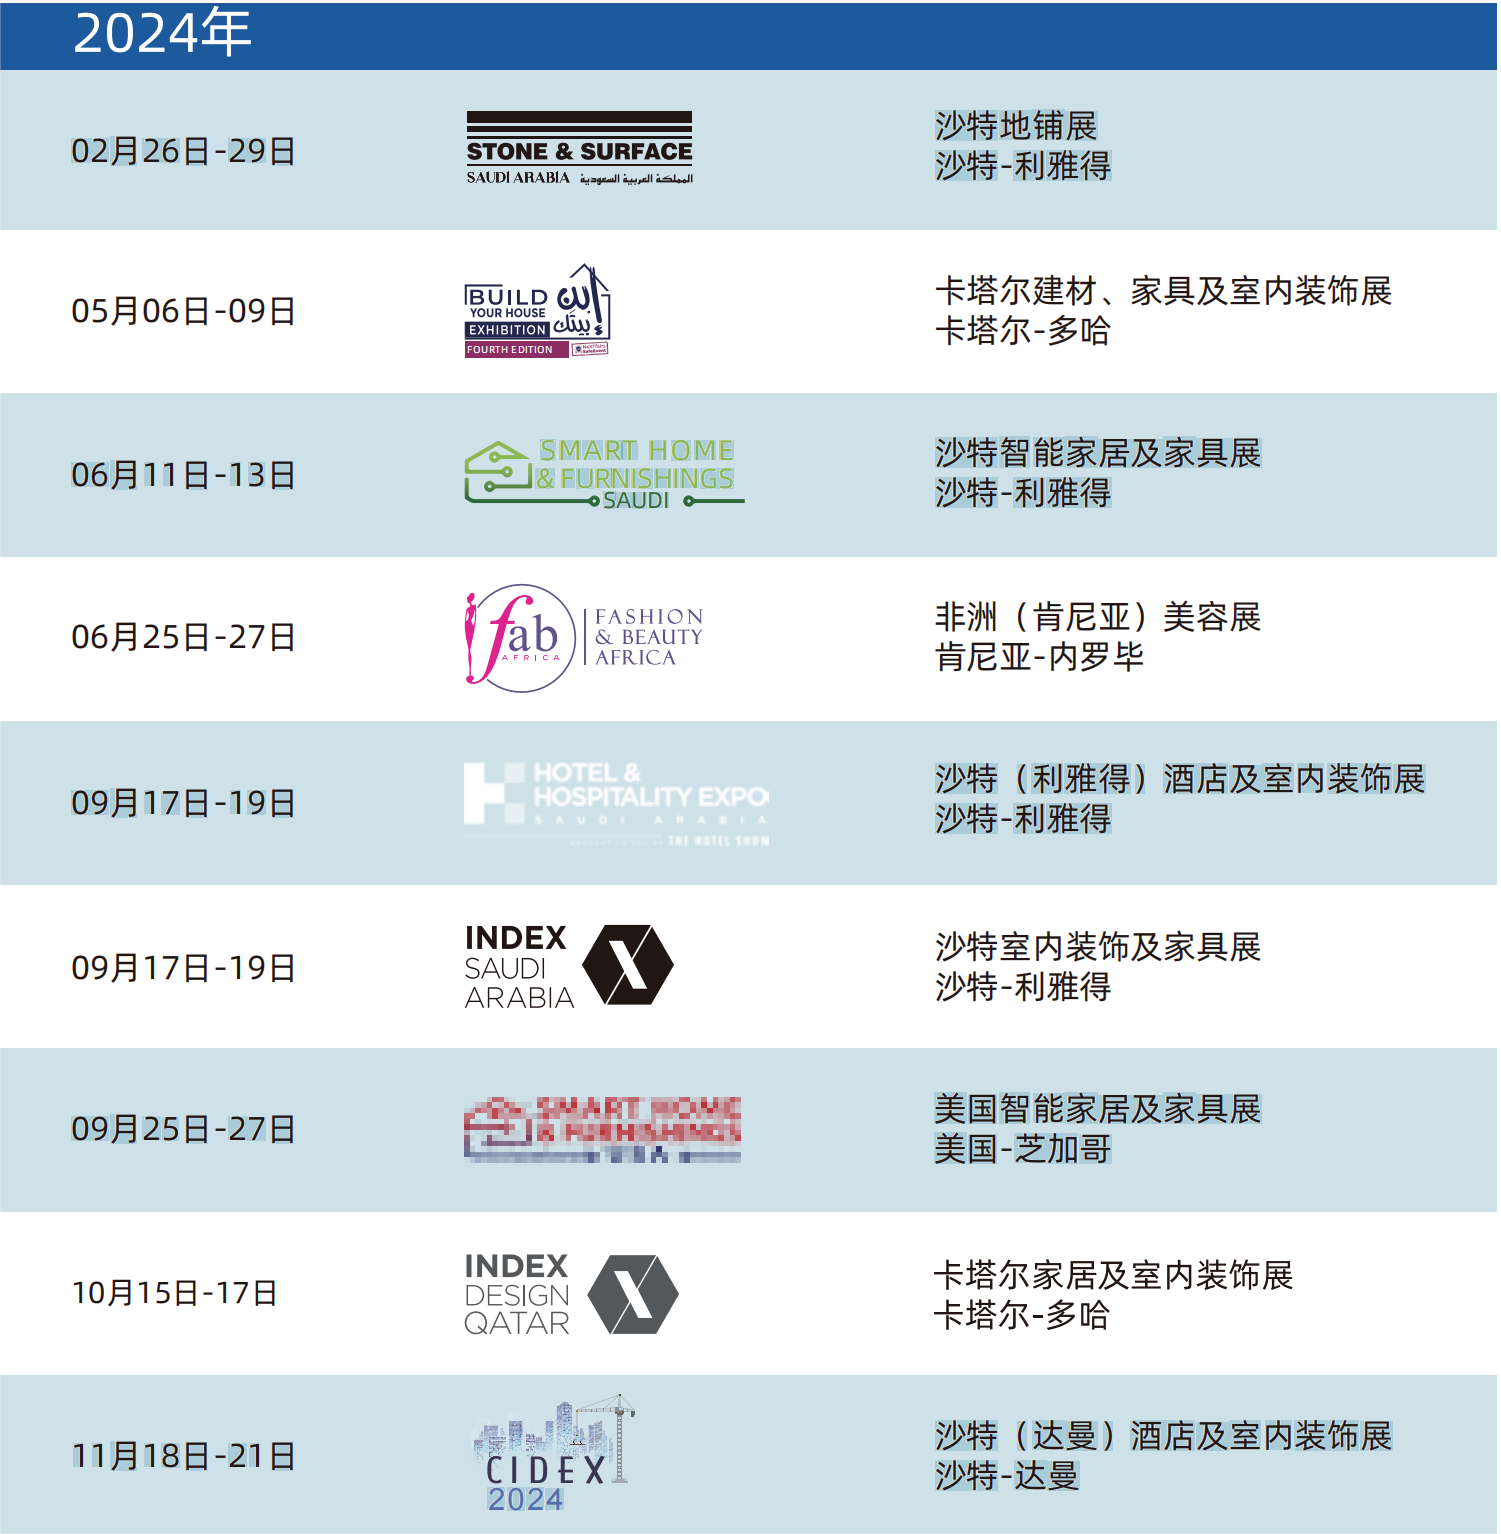 2024年
02月26日-29日
STONE & SURFACE
SAUDI ARABIA المملكة العربية السعودية
沙特地铺展
沙特-利雅得
05月06日-09日
BUILD
YOUR HOUSE
EXHIBITION
ابن بيتك
FOURTH EDITION
卡塔尔建材、家具及室内装饰展
卡塔尔-多哈
06月11日-13日
SMART HOME
& FURNISHINGS
SAUDI
沙特智能家居及家具展
沙特-利雅得
06月25日-27日
fab
AFRICA
FASHION
& BEAUTY
AFRICA
非洲（肯尼亚）美容展
肯尼亚-内罗毕
09月17日-19日
HOTEL &
HOSPITALITY EXPO
SAUDI ARABIA
THE HOTEL SHOW
沙特（利雅得）酒店及室内装饰展
沙特-利雅得
09月17日-19日
INDEX
SAUDI
ARABIA
沙特室内装饰及家具展
沙特-利雅得
09月25日-27日
SMART HOME
& FURNISHINGS
USA
美国智能家居及家具展
美国-芝加哥
10月15日-17日
INDEX
DESIGN
QATAR
卡塔尔家居及室内装饰展
卡塔尔-多哈
11月18日-21日
CIDEX
2024
沙特（达曼）酒店及室内装饰展
沙特-达曼